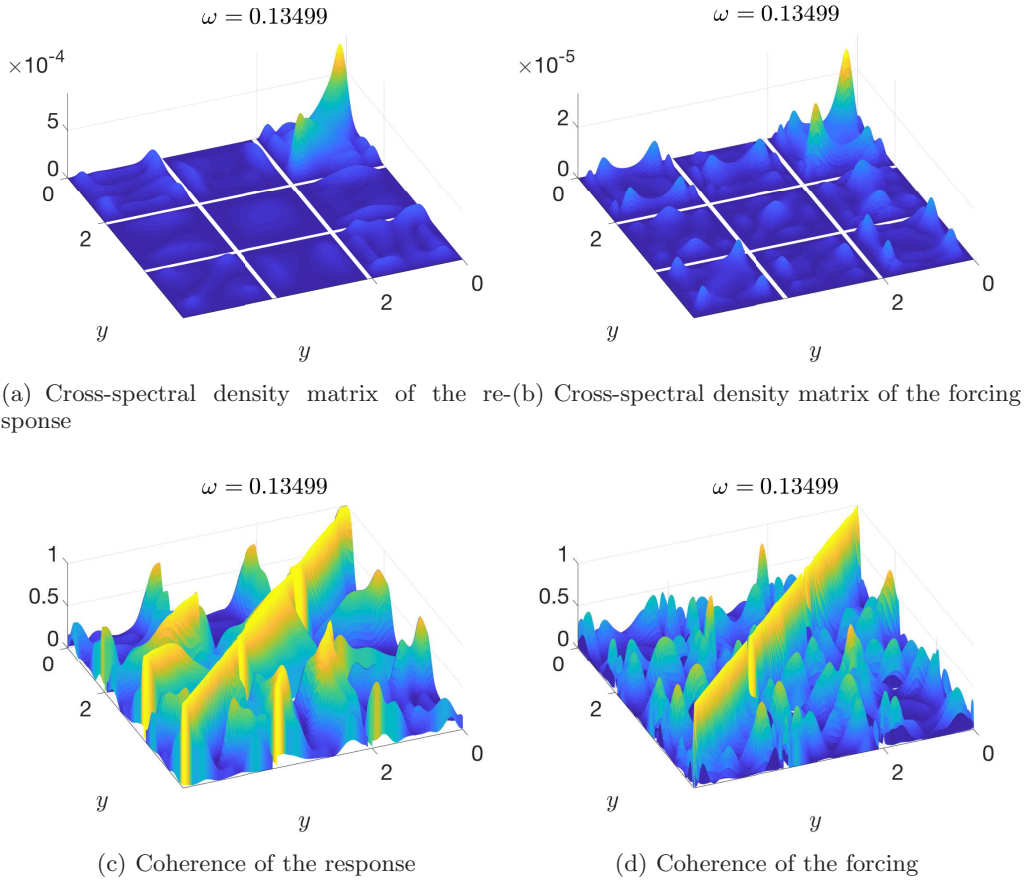 ω = 0.13499
ω = 0.13499
×10⁻⁴
×10⁻⁵
5
0
0
2
y
2
0
y
2
0
0
2
y
2
0
y
(a) Cross-spectral density matrix of the re-
sponse
(b) Cross-spectral density matrix of the forcing
ω = 0.13499
ω = 0.13499
1
0.5
0
0
2
y
2
0
y
1
0.5
0
0
2
y
2
0
y
(c) Coherence of the response
(d) Coherence of the forcing